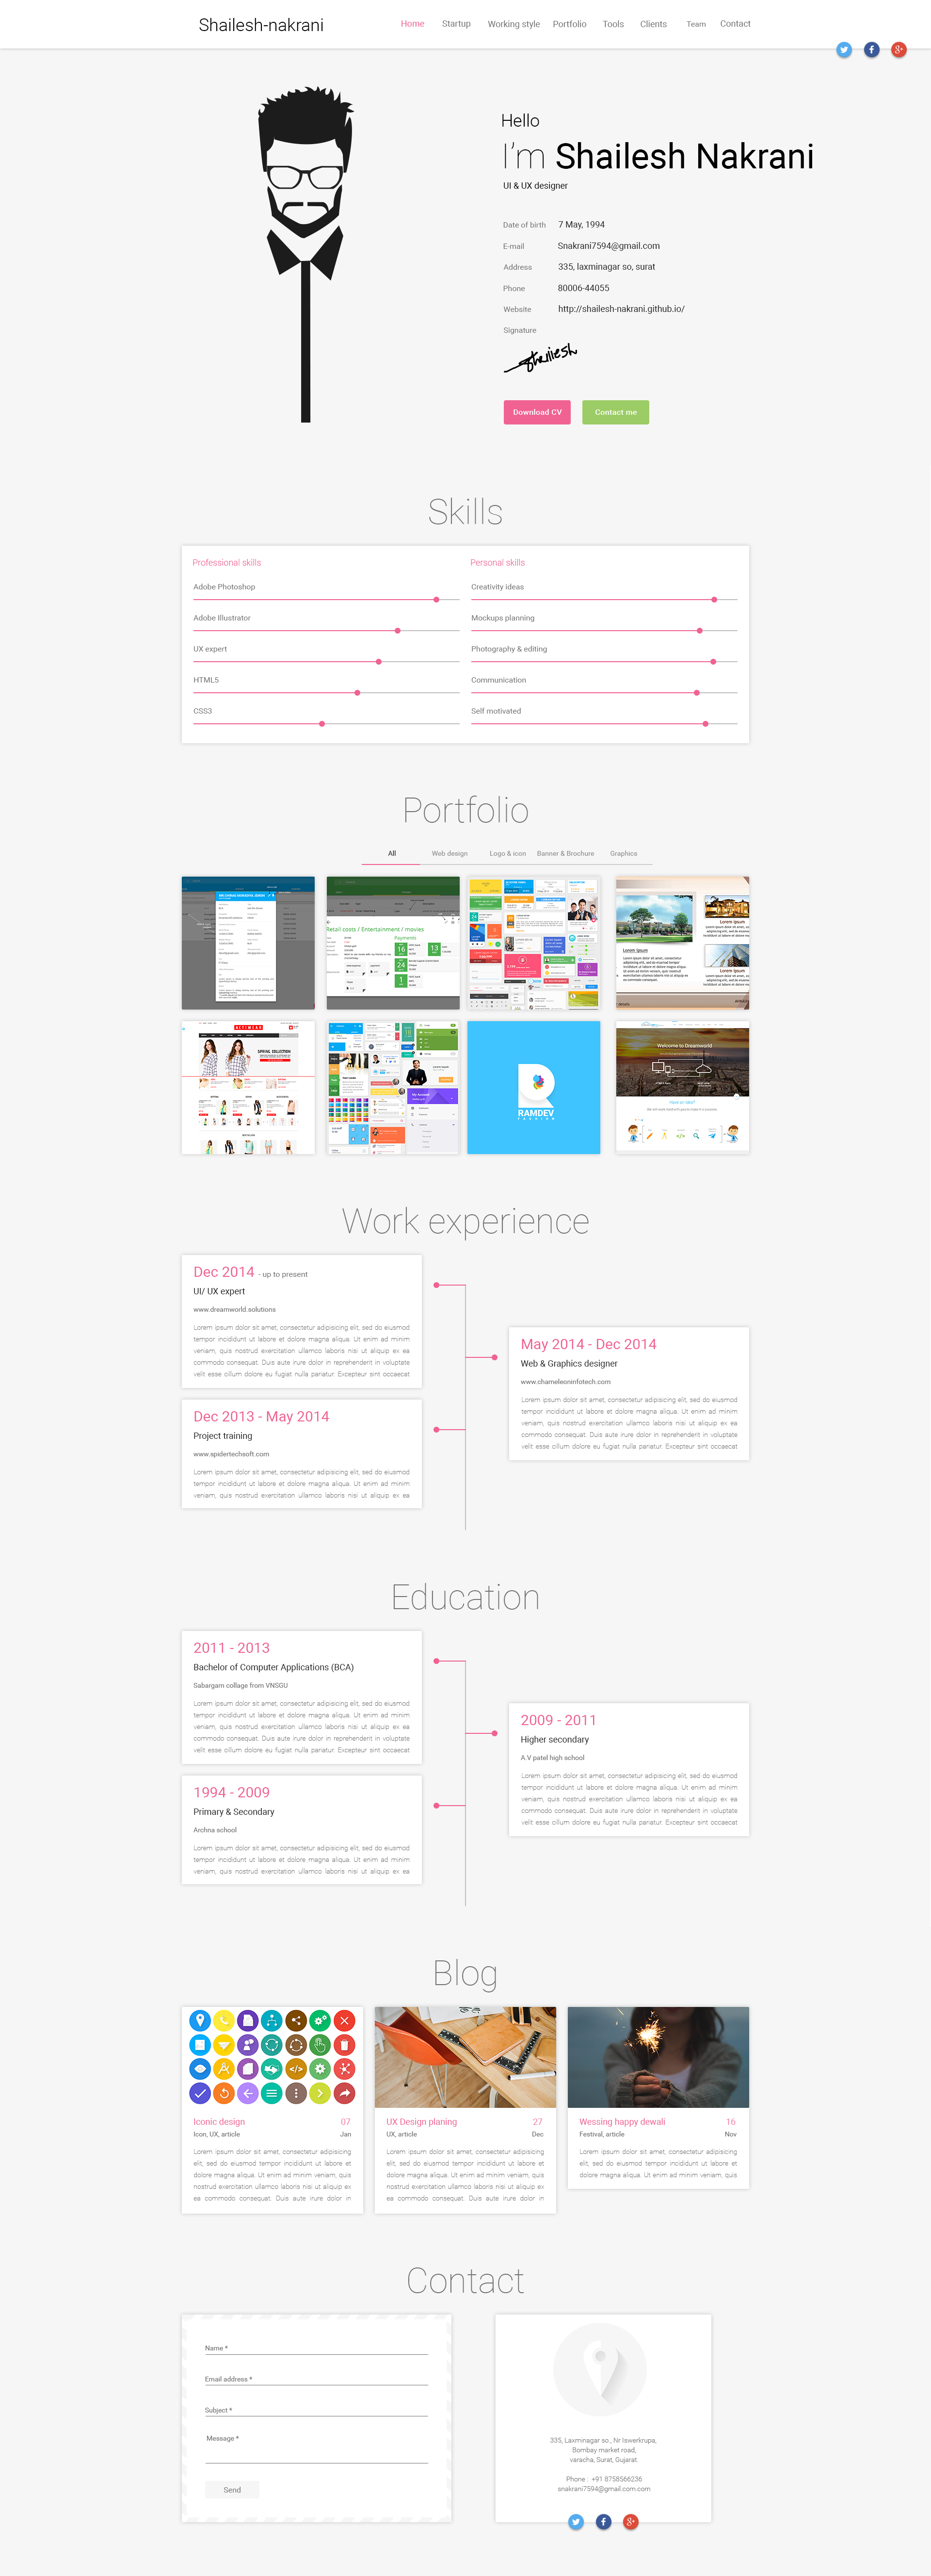 Shailesh-nakrani
Home Startup Working style Portfolio Tools Clients Team Contact
Hello
I'm Shailesh Nakrani
UI & UX designer
Date of birth 7 May, 1994
E-mail Snakrani7594@gmail.com
Address 335, laxminagar so, surat
Phone 80006-44055
Website http://shailesh-nakrani.github.io/
Signature
Shailesh
Download CV Contact me
Skills
Professional skills
Adobe Photoshop
Adobe Illustrator
UX expert
HTML5
CSS3
Personal skills
Creativity ideas
Mockups planning
Photography & editing
Communication
Self motivated
Portfolio
All Web design Logo & icon Banner & Brochure Graphics
Retail costs / Entertainment / movies
Payments
16
13
24
1
Lorem ipsum
Lorem ipsum
Lorem ipsum
SPRING SELECTION
My Account
RAMDEV
FASHION
Welcome to Dreamworld
Have an idea?
Work experience
Dec 2014 - up to present
UI/ UX expert
www.dreamworld.solutions
Lorem ipsum dolor sit amet, consectetur adipisicing elit, sed do eiusmod
tempor incididunt ut labore et dolore magna aliqua. Ut enim ad minim
veniam, quis nostrud exercitation ullamco laboris nisi ut aliquip ex ea
commodo consequat. Duis aute irure dolor in reprehenderit in voluptate
velit esse cillum dolore eu fugiat nulla pariatur. Excepteur sint occaecat
May 2014 - Dec 2014
Web & Graphics designer
www.chameleoninfotech.com
Lorem ipsum dolor sit amet, consectetur adipisicing elit, sed do eiusmod
tempor incididunt ut labore et dolore magna aliqua. Ut enim ad minim
veniam, quis nostrud exercitation ullamco laboris nisi ut aliquip ex ea
commodo consequat. Duis aute irure dolor in reprehenderit in voluptate
velit esse cillum dolore eu fugiat nulla pariatur. Excepteur sint occaecat
Dec 2013 - May 2014
Project training
www.spidertechsoft.com
Lorem ipsum dolor sit amet, consectetur adipisicing elit, sed do eiusmod
tempor incididunt ut labore et dolore magna aliqua. Ut enim ad minim
veniam, quis nostrud exercitation ullamco laboris nisi ut aliquip ex ea
Education
2011 - 2013
Bachelor of Computer Applications (BCA)
Sabargam collage from VNSGU
Lorem ipsum dolor sit amet, consectetur adipisicing elit, sed do eiusmod
tempor incididunt ut labore et dolore magna aliqua. Ut enim ad minim
veniam, quis nostrud exercitation ullamco laboris nisi ut aliquip ex ea
commodo consequat. Duis aute irure dolor in reprehenderit in voluptate
velit esse cillum dolore eu fugiat nulla pariatur. Excepteur sint occaecat
2009 - 2011
Higher secondary
A.V patel high school
Lorem ipsum dolor sit amet, consectetur adipisicing elit, sed do eiusmod
tempor incididunt ut labore et dolore magna aliqua. Ut enim ad minim
veniam, quis nostrud exercitation ullamco laboris nisi ut aliquip ex ea
commodo consequat. Duis aute irure dolor in reprehenderit in voluptate
velit esse cillum dolore eu fugiat nulla pariatur. Excepteur sint occaecat
1994 - 2009
Primary & Secondary
Archna school
Lorem ipsum dolor sit amet, consectetur adipisicing elit, sed do eiusmod
tempor incididunt ut labore et dolore magna aliqua. Ut enim ad minim
veniam, quis nostrud exercitation ullamco laboris nisi ut aliquip ex ea
Blog
Iconic design 07
Icon, UX, article Jan
Lorem ipsum dolor sit amet, consectetur adipisicing
elit, sed do eiusmod tempor incididunt ut labore et
dolore magna aliqua. Ut enim ad minim veniam, quis
nostrud exercitation ullamco laboris nisi ut aliquip ex
ea commodo consequat. Duis aute irure dolor in
UX Design planing 27
UX, article Dec
Lorem ipsum dolor sit amet, consectetur adipisicing
elit, sed do eiusmod tempor incididunt ut labore et
dolore magna aliqua. Ut enim ad minim veniam, quis
nostrud exercitation ullamco laboris nisi ut aliquip ex
ea commodo consequat. Duis aute irure dolor in
Wessing happy dewali 16
Festival, article Nov
Lorem ipsum dolor sit amet, consectetur adipisicing
elit, sed do eiusmod tempor incididunt ut labore et
dolore magna aliqua. Ut enim ad minim veniam, quis
Contact
Name *
Email address *
Subject *
Message *
Send
335, Laxminagar so., Nr Iswerkrupa,
Bombay market road,
varacha, Surat, Gujarat.
Phone : +91 8758566236
snakrani7594@gmail.com.com